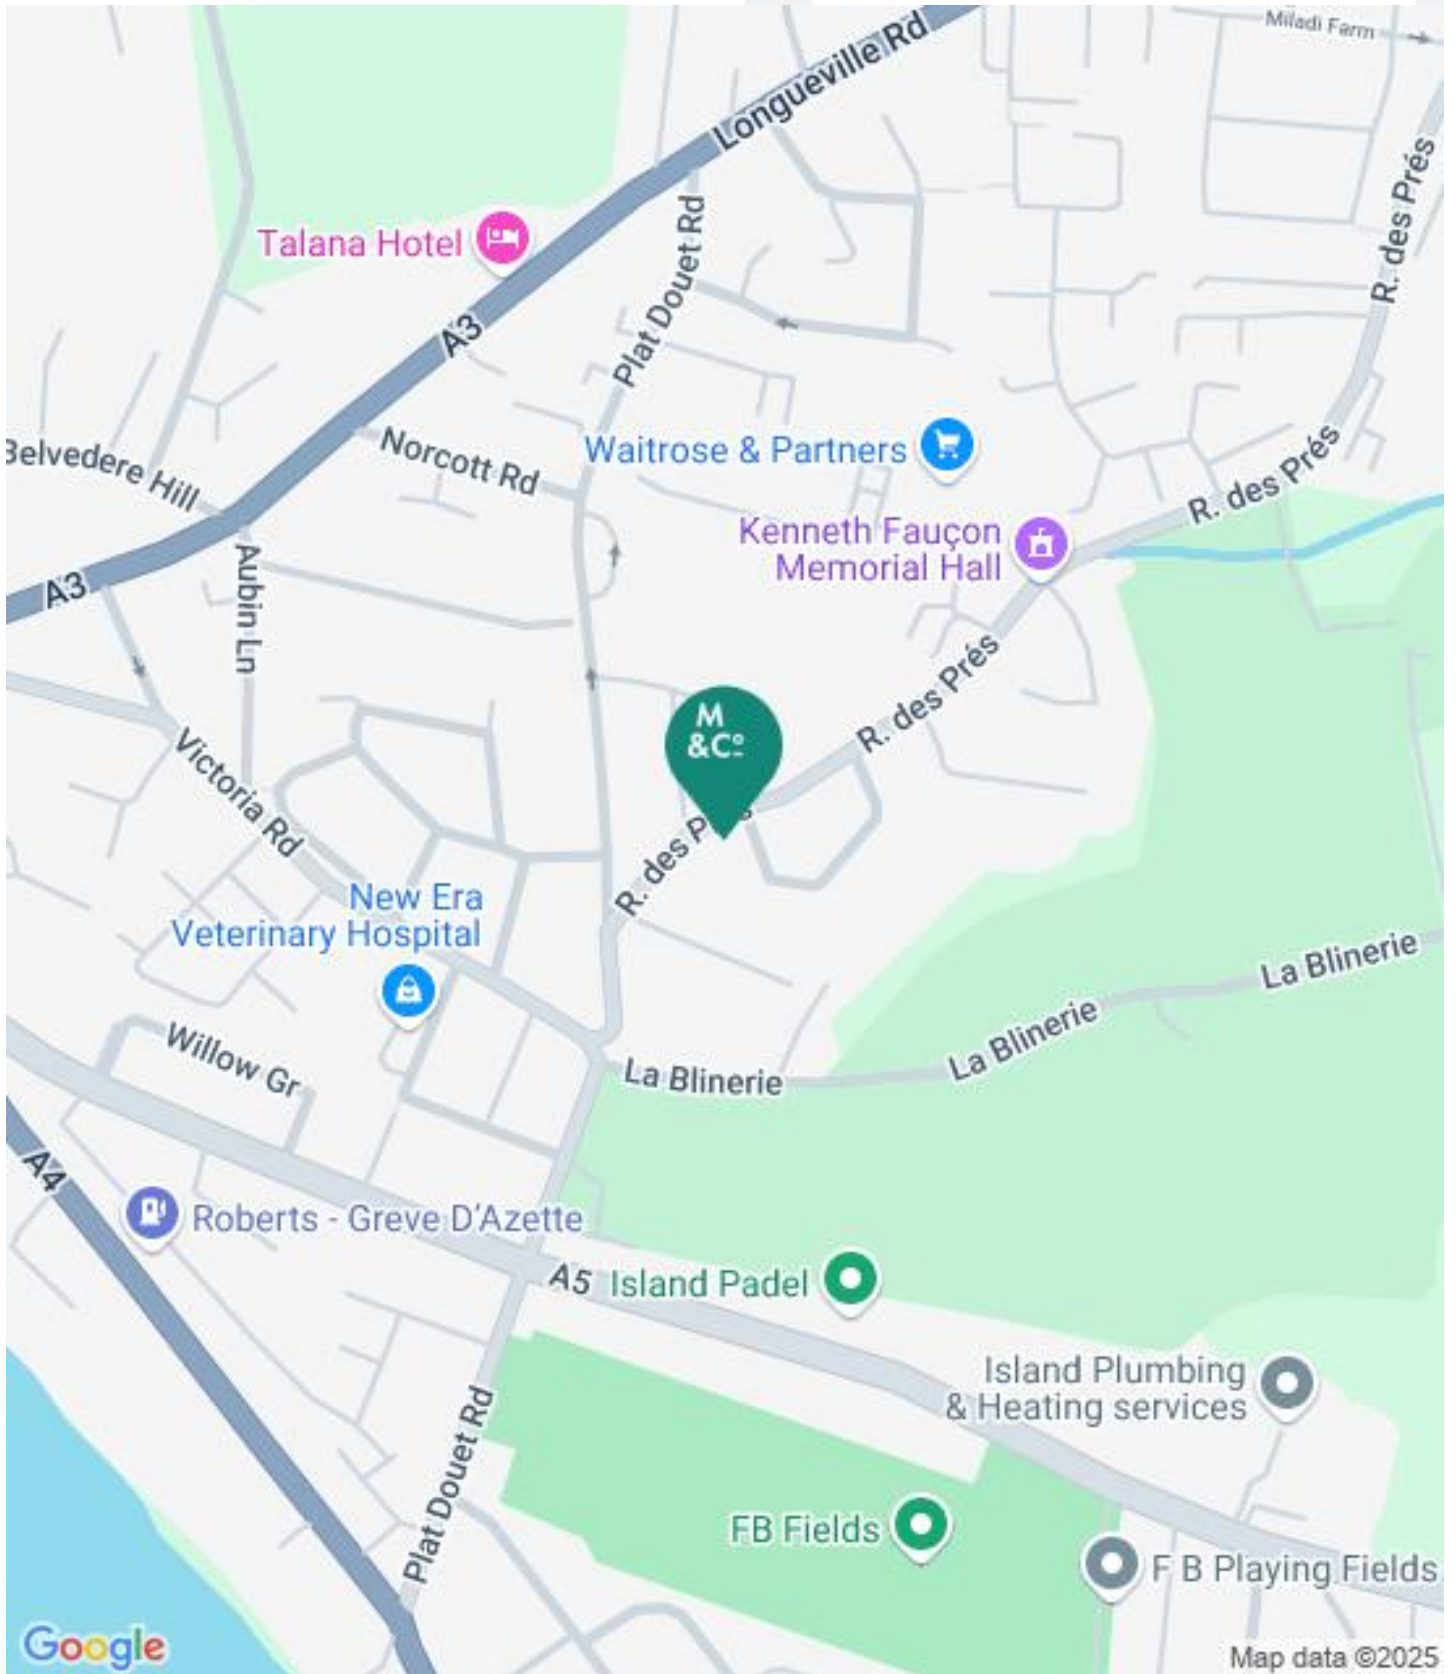 Miladi Farm
Longueville Rd
R. des Prés
Talana Hotel
Plat Douet Rd
A3
Waitrose & Partners
Belvedere Hill
Norcott Rd
R. des Prés
Kenneth Fauçon
Memorial Hall
A3
Aubin Ln
R. des Prés
M
&Cº
Victoria Rd
R. des P
New Era
Veterinary Hospital
La Blinerie
La Blinerie
Willow Gr
La Blinerie
A4
Roberts - Greve D'Azette
A5
Island Padel
Island Plumbing
& Heating services
Plat Douet Rd
FB Fields
F B Playing Fields
Google
Map data ©2025